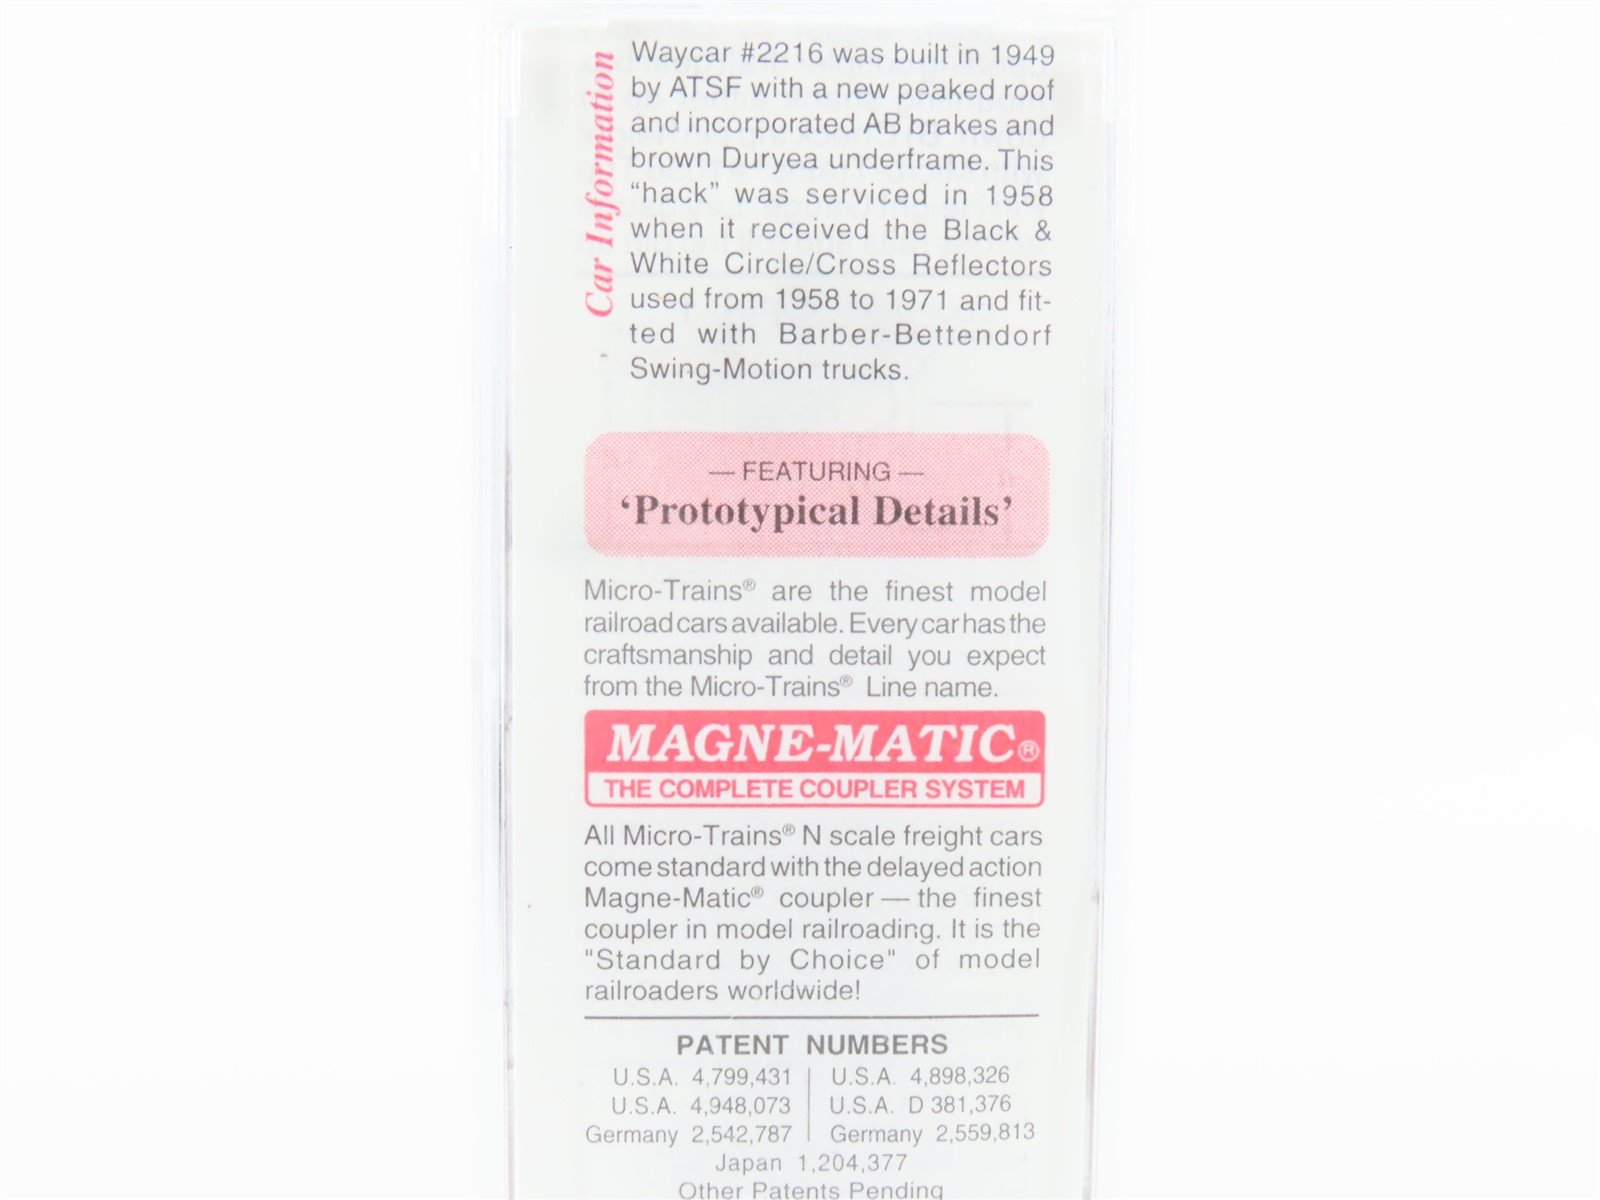 Car Information
Waycar #2216 was built in 1949
by ATSF with a new peaked roof
and incorporated AB brakes and
brown Duryea underframe. This
“hack” was serviced in 1958
when it received the Black &
White Circle/Cross Reflectors
used from 1958 to 1971 and fit-
ted with Barber-Bettendorf
Swing-Motion trucks.
— FEATURING —
‘Prototypical Details’
Micro-Trains® are the finest model
railroad cars available. Every car has the
craftsmanship and detail you expect
from the Micro-Trains® Line name.
MAGNE-MATIC®
THE COMPLETE COUPLER SYSTEM
All Micro-Trains® N scale freight cars
come standard with the delayed action
Magne-Matic® coupler — the finest
coupler in model railroading. It is the
"Standard by Choice" of model
railroaders worldwide!
PATENT NUMBERS
U.S.A. 4,799,431 | U.S.A. 4,898,326
U.S.A. 4,948,073 | U.S.A. D 381,376
Germany 2,542,787 | Germany 2,559,813
Japan 1,204,377
Other Patents Pending